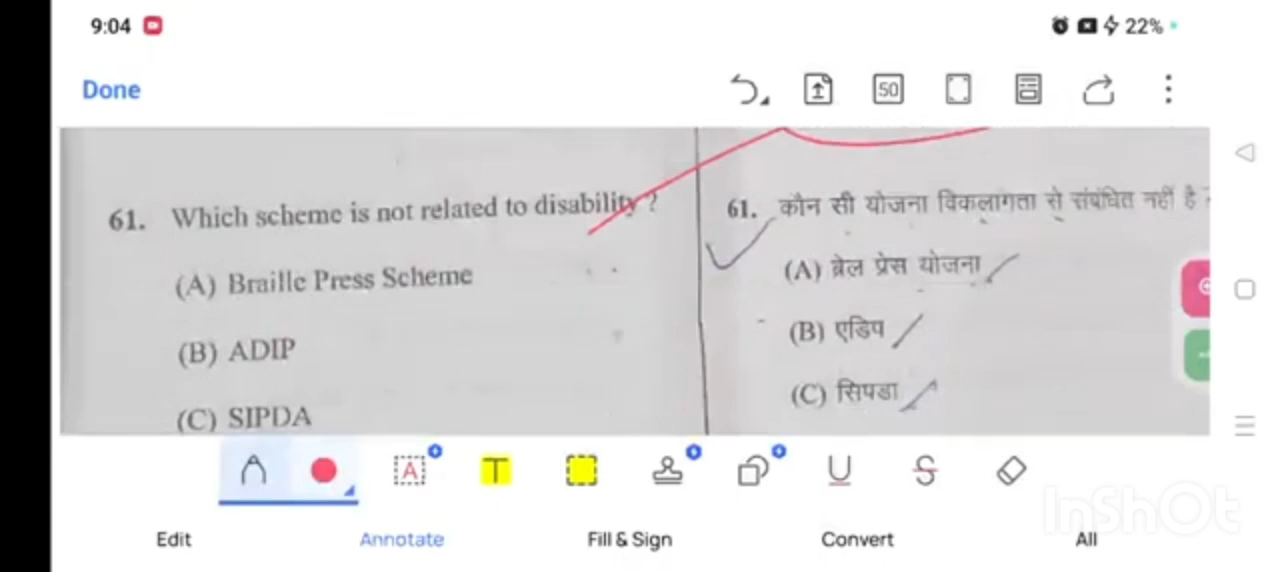 9:04
22%
Done
50
61. Which scheme is not related to disability ?
(A) Braille Press Scheme
(B) ADIP
(C) SIPDA
61. कौन सी योजना विकलागता से संबंधित नहीं है
(A) ब्रेल प्रेस योजना
(B) एडिप
(C) सिपडा
A
T
U
S
Edit
Annotate
Fill & Sign
Convert
All
InShOt